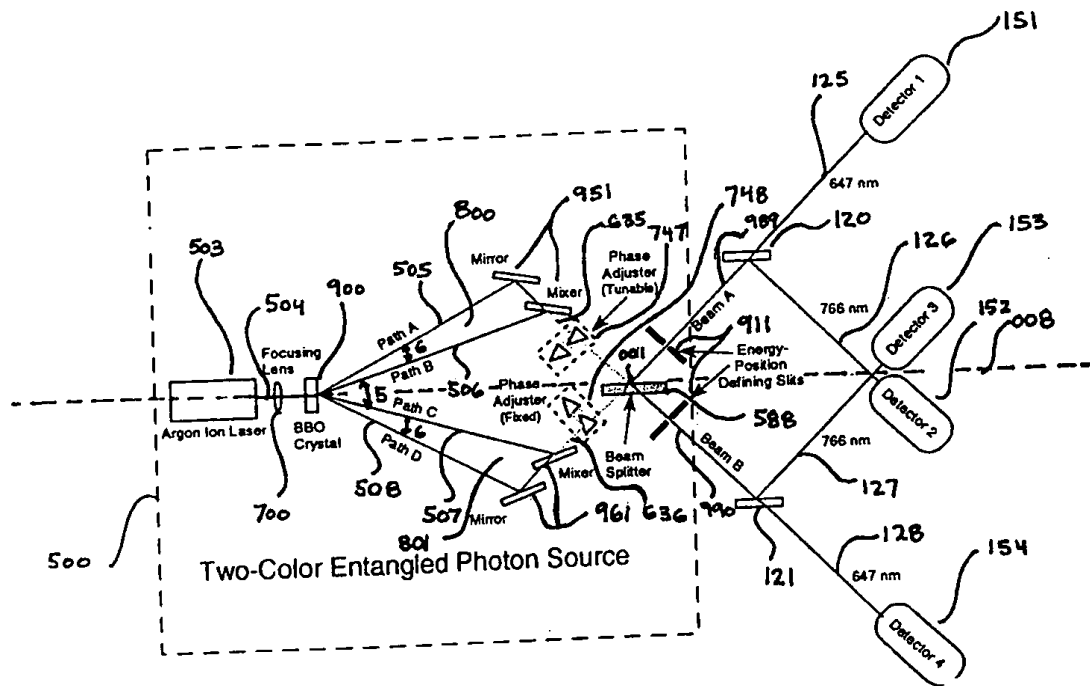 151
Detector 1
125
647 nm
748
989
120
951
635
747
800
Phase
Adjuster
(Tunable)
126
153
503
Mirror
505
Mixer
766 nm
152
Detector 3
008
900
504
Beam A
911
Path A
6
Path B
0011
Energy-
Position
Defining Slits
Focusing
Lens
506
Phase
Adjuster
(Fixed)
5
Argon Ion Laser
BBO
Crystal
Path C
6
Path D
588
Detector 2
Beam
Splitter
Beam B
766 nm
127
Mixer
700
508
507
Mirror
801
961
636
990
128
154
500
Two-Color Entangled Photon Source
121
647 nm
Detector 4